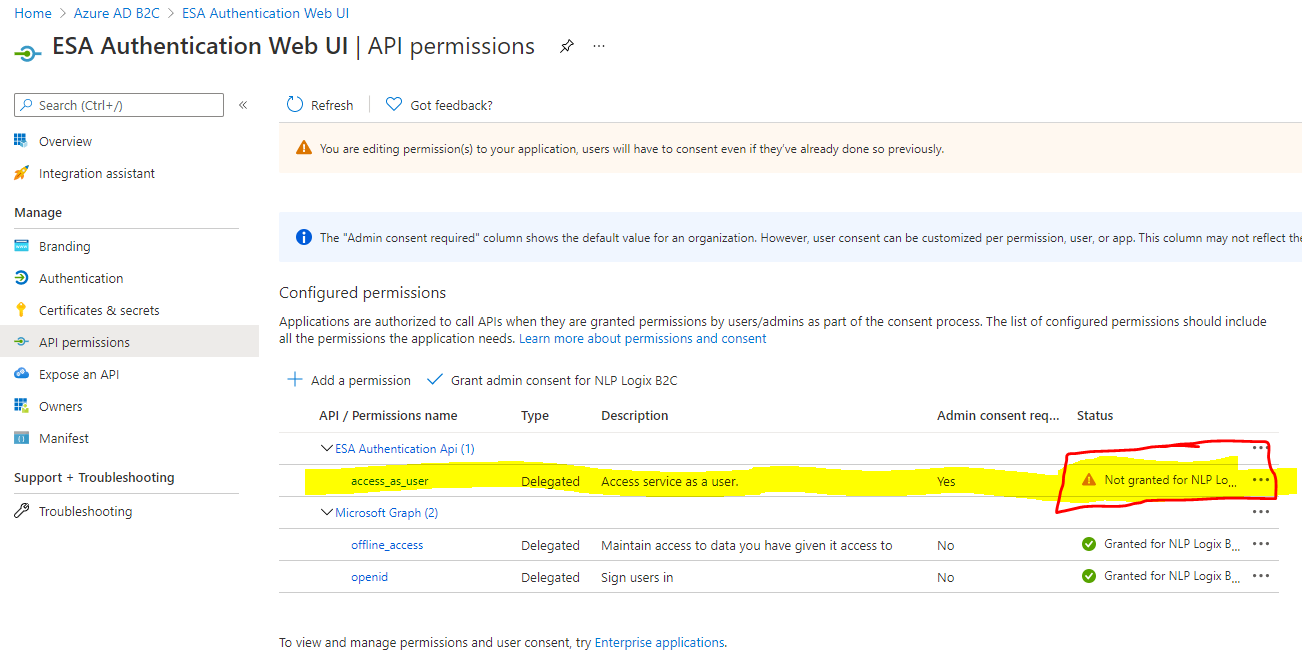 Home > Azure AD B2C > ESA Authentication Web UI
ESA Authentication Web UI | API permissions ...
Search (Ctrl+/) «
Refresh Got feedback?
Overview
Integration assistant
Manage
Branding
Authentication
Certificates & secrets
API permissions
Expose an API
Owners
Manifest
Support + Troubleshooting
Troubleshooting
You are editing permission(s) to your application, users will have to consent even if they've already done so previously.
The "Admin consent required" column shows the default value for an organization. However, user consent can be customized per permission, user, or app. This column may not reflect the
Configured permissions
Applications are authorized to call APIs when they are granted permissions by users/admins as part of the consent process. The list of configured permissions should include
all the permissions the application needs. Learn more about permissions and consent
Add a permission Grant admin consent for NLP Logix B2C
API / Permissions name Type Description Admin consent req... Status
ESA Authentication Api (1) ...
access_as_user Delegated Access service as a user. Yes Not granted for NLP Lo... ...
Microsoft Graph (2) ...
offline_access Delegated Maintain access to data you have given it access to No Granted for NLP Logix B... ...
openid Delegated Sign users in No Granted for NLP Logix B... ...
To view and manage permissions and user consent, try Enterprise applications.